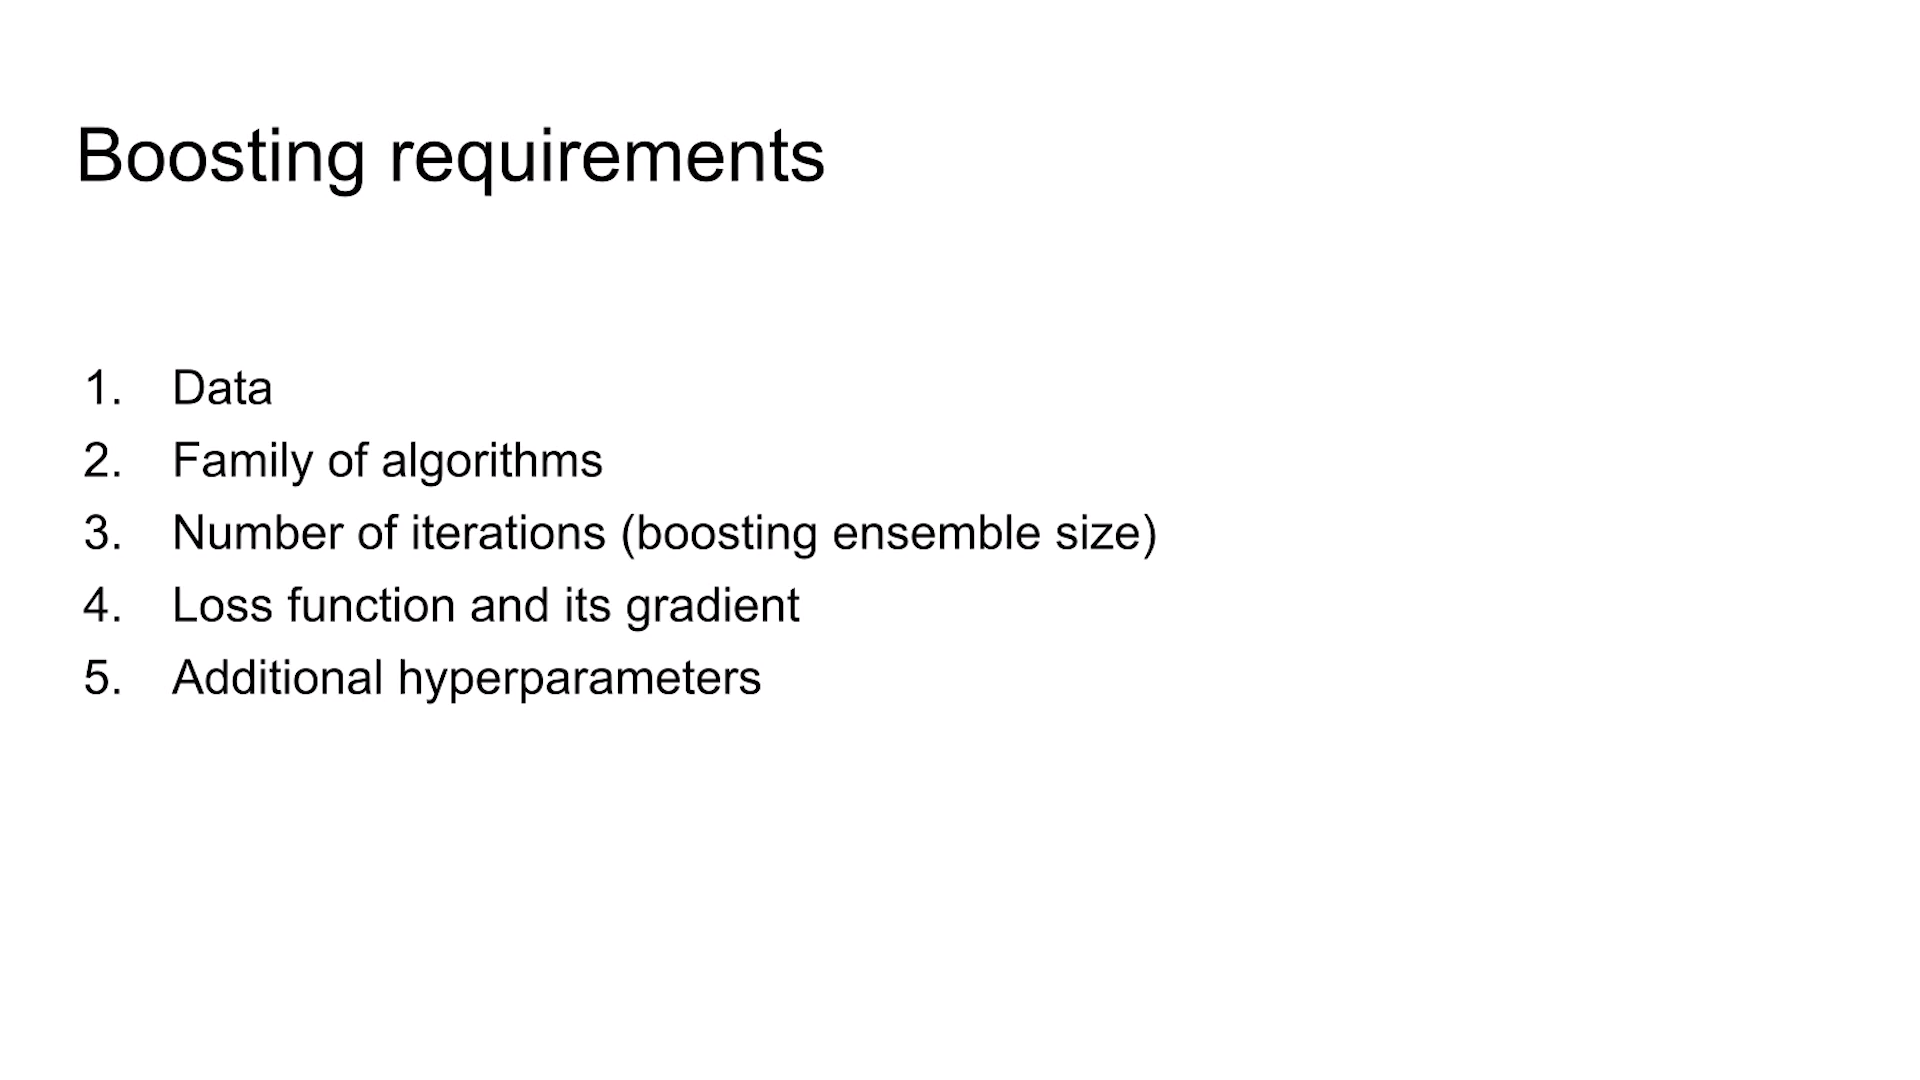 Boosting requirements
1. Data
2. Family of algorithms
3. Number of iterations (boosting ensemble size)
4. Loss function and its gradient
5. Additional hyperparameters